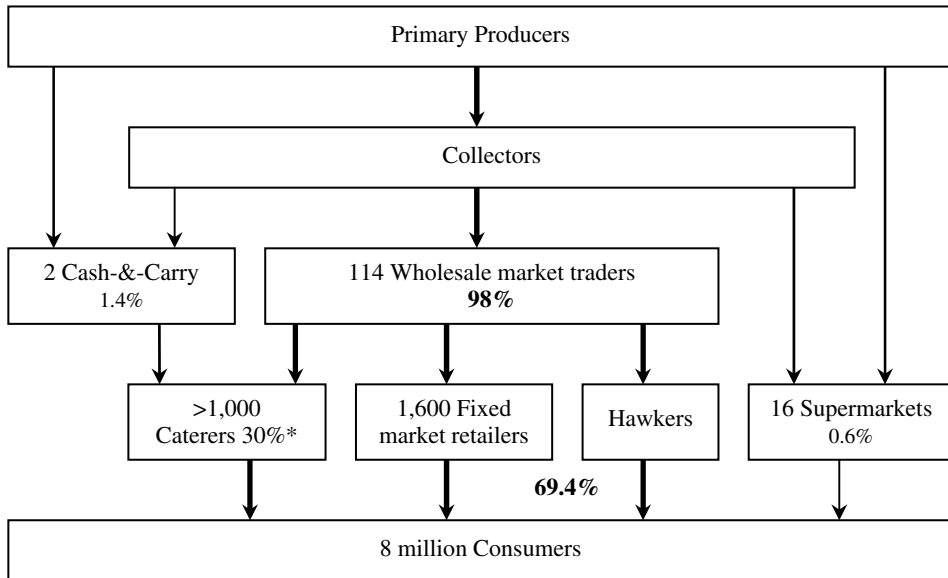 Primary Producers
Collectors
2 Cash-&-Carry
1.4%
114 Wholesale market traders
98%
>1,000
Caterers 30%*
1,600 Fixed
market retailers
Hawkers
16 Supermarkets
0.6%
69.4%
8 million Consumers